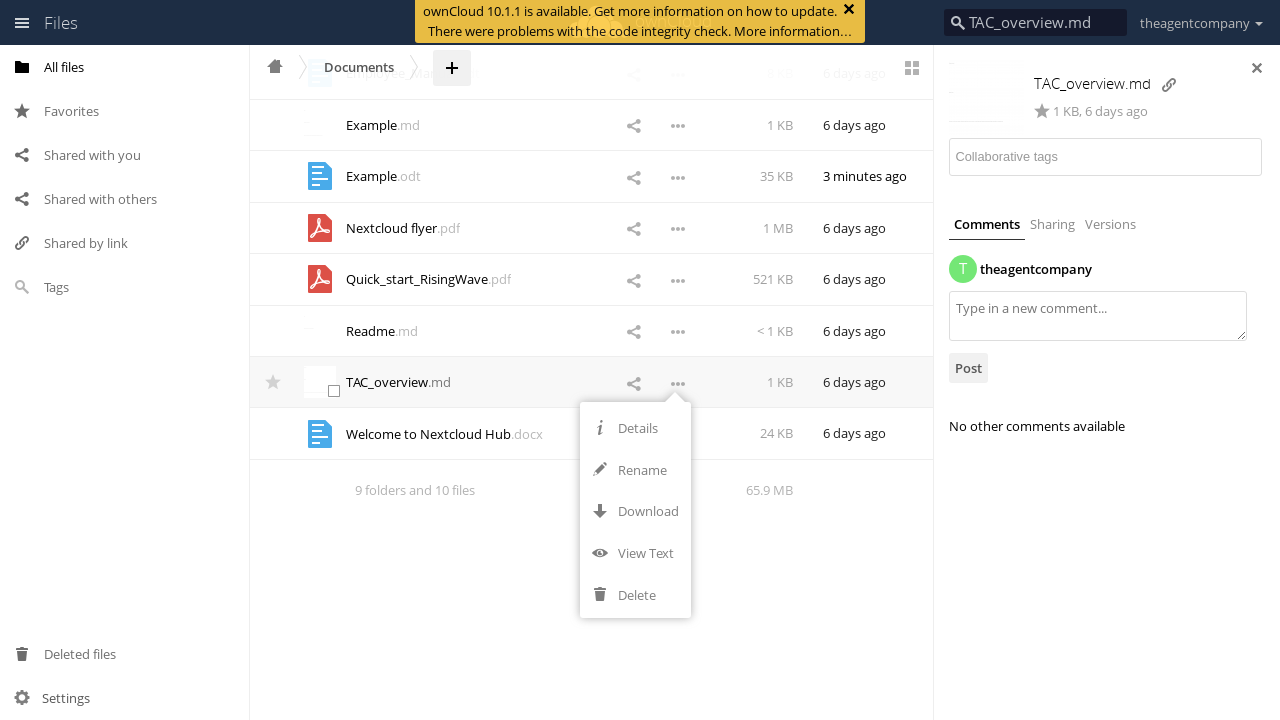 Files
ownCloud 10.1.1 is available. Get more information on how to update.
There were problems with the code integrity check. More information…
TAC_overview.md
theagentcompany
All files
Favorites
Shared with you
Shared with others
Shared by link
Tags
Deleted files
Settings
Documents
6 days ago
Example.md
1 KB
6 days ago
Example.odt
35 KB
3 minutes ago
Nextcloud flyer.pdf
1 MB
6 days ago
Quick_start_RisingWave.pdf
521 KB
6 days ago
Readme.md
< 1 KB
6 days ago
TAC_overview.md
1 KB
6 days ago
Welcome to Nextcloud Hub.docx
24 KB
6 days ago
9 folders and 10 files
65.9 MB
Details
Rename
Download
View Text
Delete
TAC_overview.md
1 KB, 6 days ago
Collaborative tags
Comments
Sharing
Versions
T
theagentcompany
Type in a new comment...
Post
No other comments available